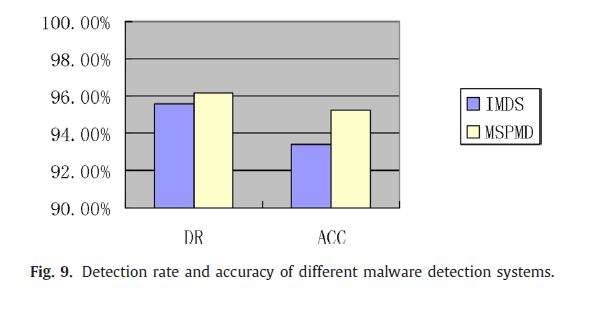 100. 00%
98. 00%
96. 00%
94. 00%
92. 00%
90. 00%
DR ACC
IMDS
MSPMD
Fig. 9. Detection rate and accuracy of different malware detection systems.